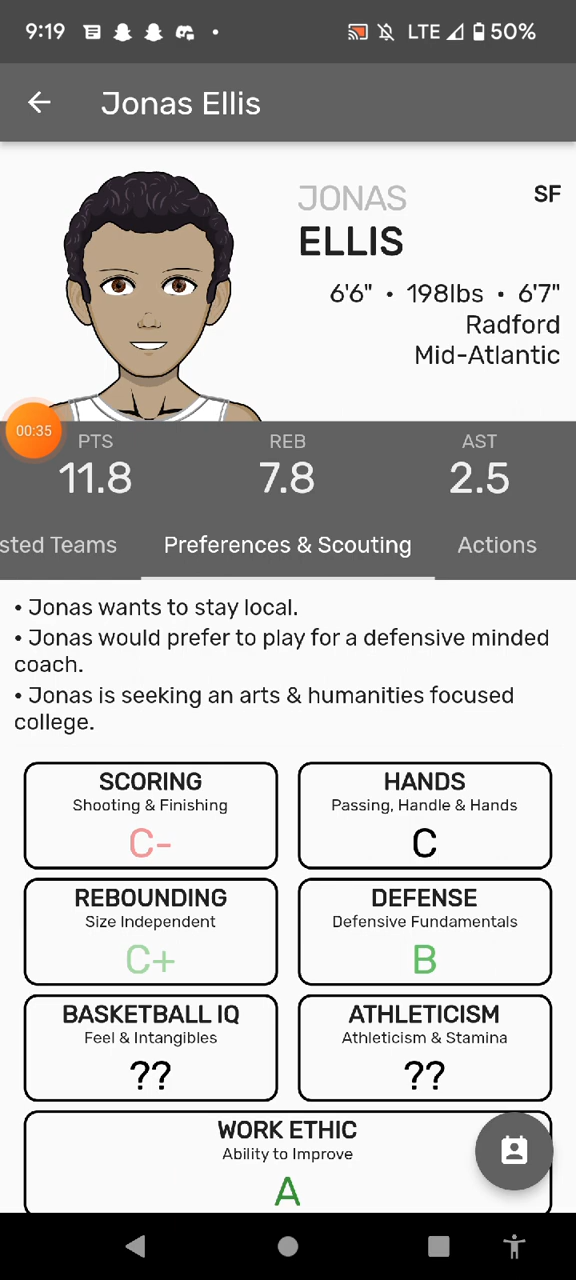 9:19 LTE 50%
Jonas Ellis
JONAS SF
ELLIS
6'6" • 198lbs • 6'7"
Radford
Mid-Atlantic
00:35
PTS REB AST
11.8 7.8 2.5
sted Teams Preferences & Scouting Actions
• Jonas wants to stay local.
• Jonas would prefer to play for a defensive minded
coach.
• Jonas is seeking an arts & humanities focused
college.
SCORING HANDS
Shooting & Finishing Passing, Handle & Hands
C- C
REBOUNDING DEFENSE
Size Independent Defensive Fundamentals
C+ B
BASKETBALL IQ ATHLETICISM
Feel & Intangibles Athleticism & Stamina
?? ??
WORK ETHIC
Ability to Improve
A